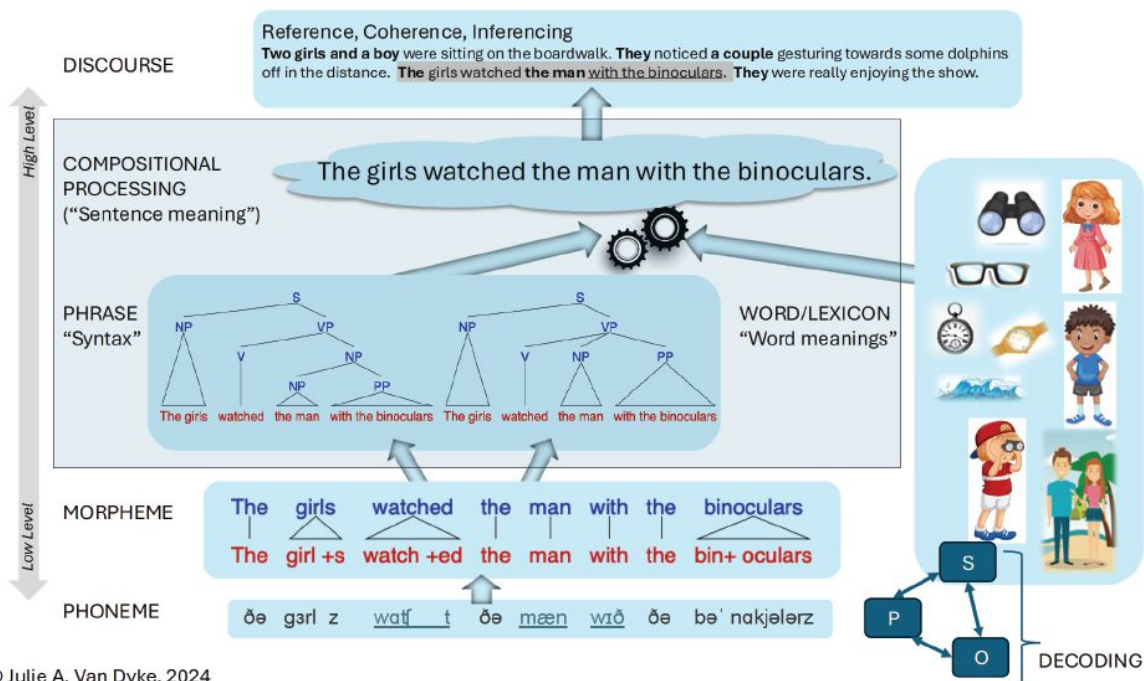 DISCOURSE
Reference, Coherence, Inferencing
Two girls and a boy were sitting on the boardwalk. They noticed a couple gesturing towards some dolphins
off in the distance. The girls watched the man with the binoculars. They were really enjoying the show.
High Level
COMPOSITIONAL
PROCESSING
(“Sentence meaning”)
The girls watched the man with the binoculars.
PHRASE
“Syntax”
S
NP VP
V NP
NP PP
The girls watched the man with the binoculars
S
NP VP
V NP PP
The girls watched the man with the binoculars
WORD/LEXICON
“Word meanings”
Low Level
MORPHEME
The girls watched the man with the binoculars
The girl +s watch +ed the man with the bin+ oculars
PHONEME
ðə gɜrl z watʃ t ðə mæn wɪð ðə bəˈ nakjələrz
S
P
O
DECODING
© Julie A. Van Dyke, 2024